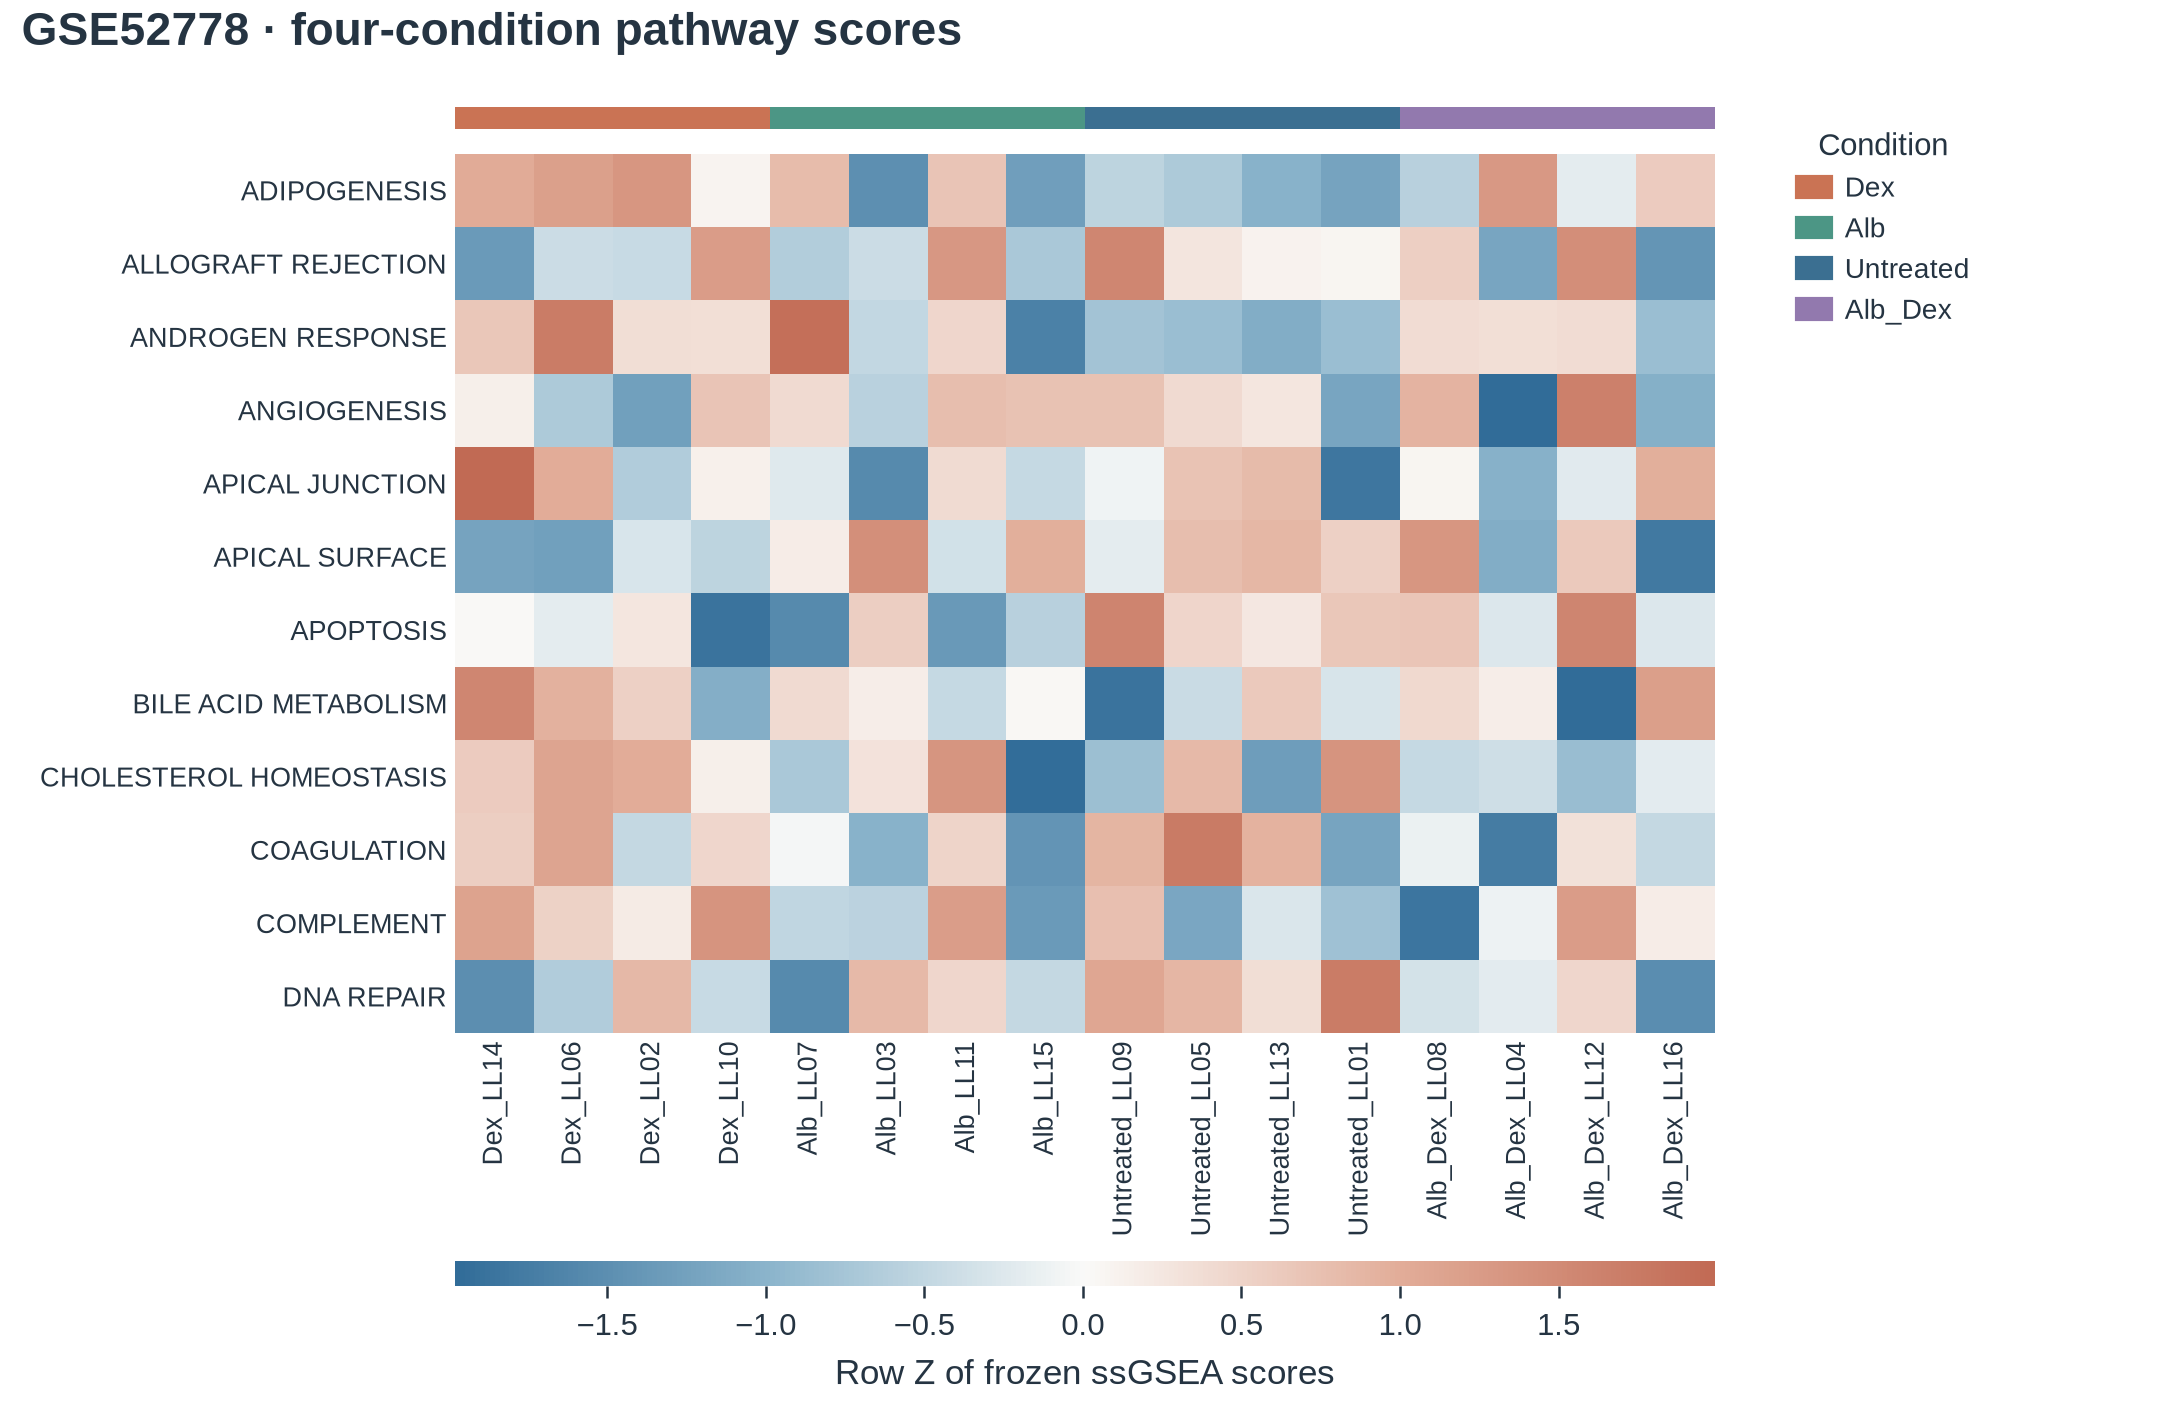 GSE52778 · four-condition pathway scores
Condition
Dex
Alb
Untreated
Alb_Dex
ADIPOGENESIS
ALLOGRAFT REJECTION
ANDROGEN RESPONSE
ANGIOGENESIS
APICAL JUNCTION
APICAL SURFACE
APOPTOSIS
BILE ACID METABOLISM
CHOLESTEROL HOMEOSTASIS
COAGULATION
COMPLEMENT
DNA REPAIR
Dex_LL14
Dex_LL06
Dex_LL02
Dex_LL10
Alb_LL07
Alb_LL03
Alb_LL11
Alb_LL15
Untreated_LL09
Untreated_LL05
Untreated_LL13
Untreated_LL01
Alb_Dex_LL08
Alb_Dex_LL04
Alb_Dex_LL12
Alb_Dex_LL16
−1.5 −1.0 −0.5 0.0 0.5 1.0 1.5
Row Z of frozen ssGSEA scores